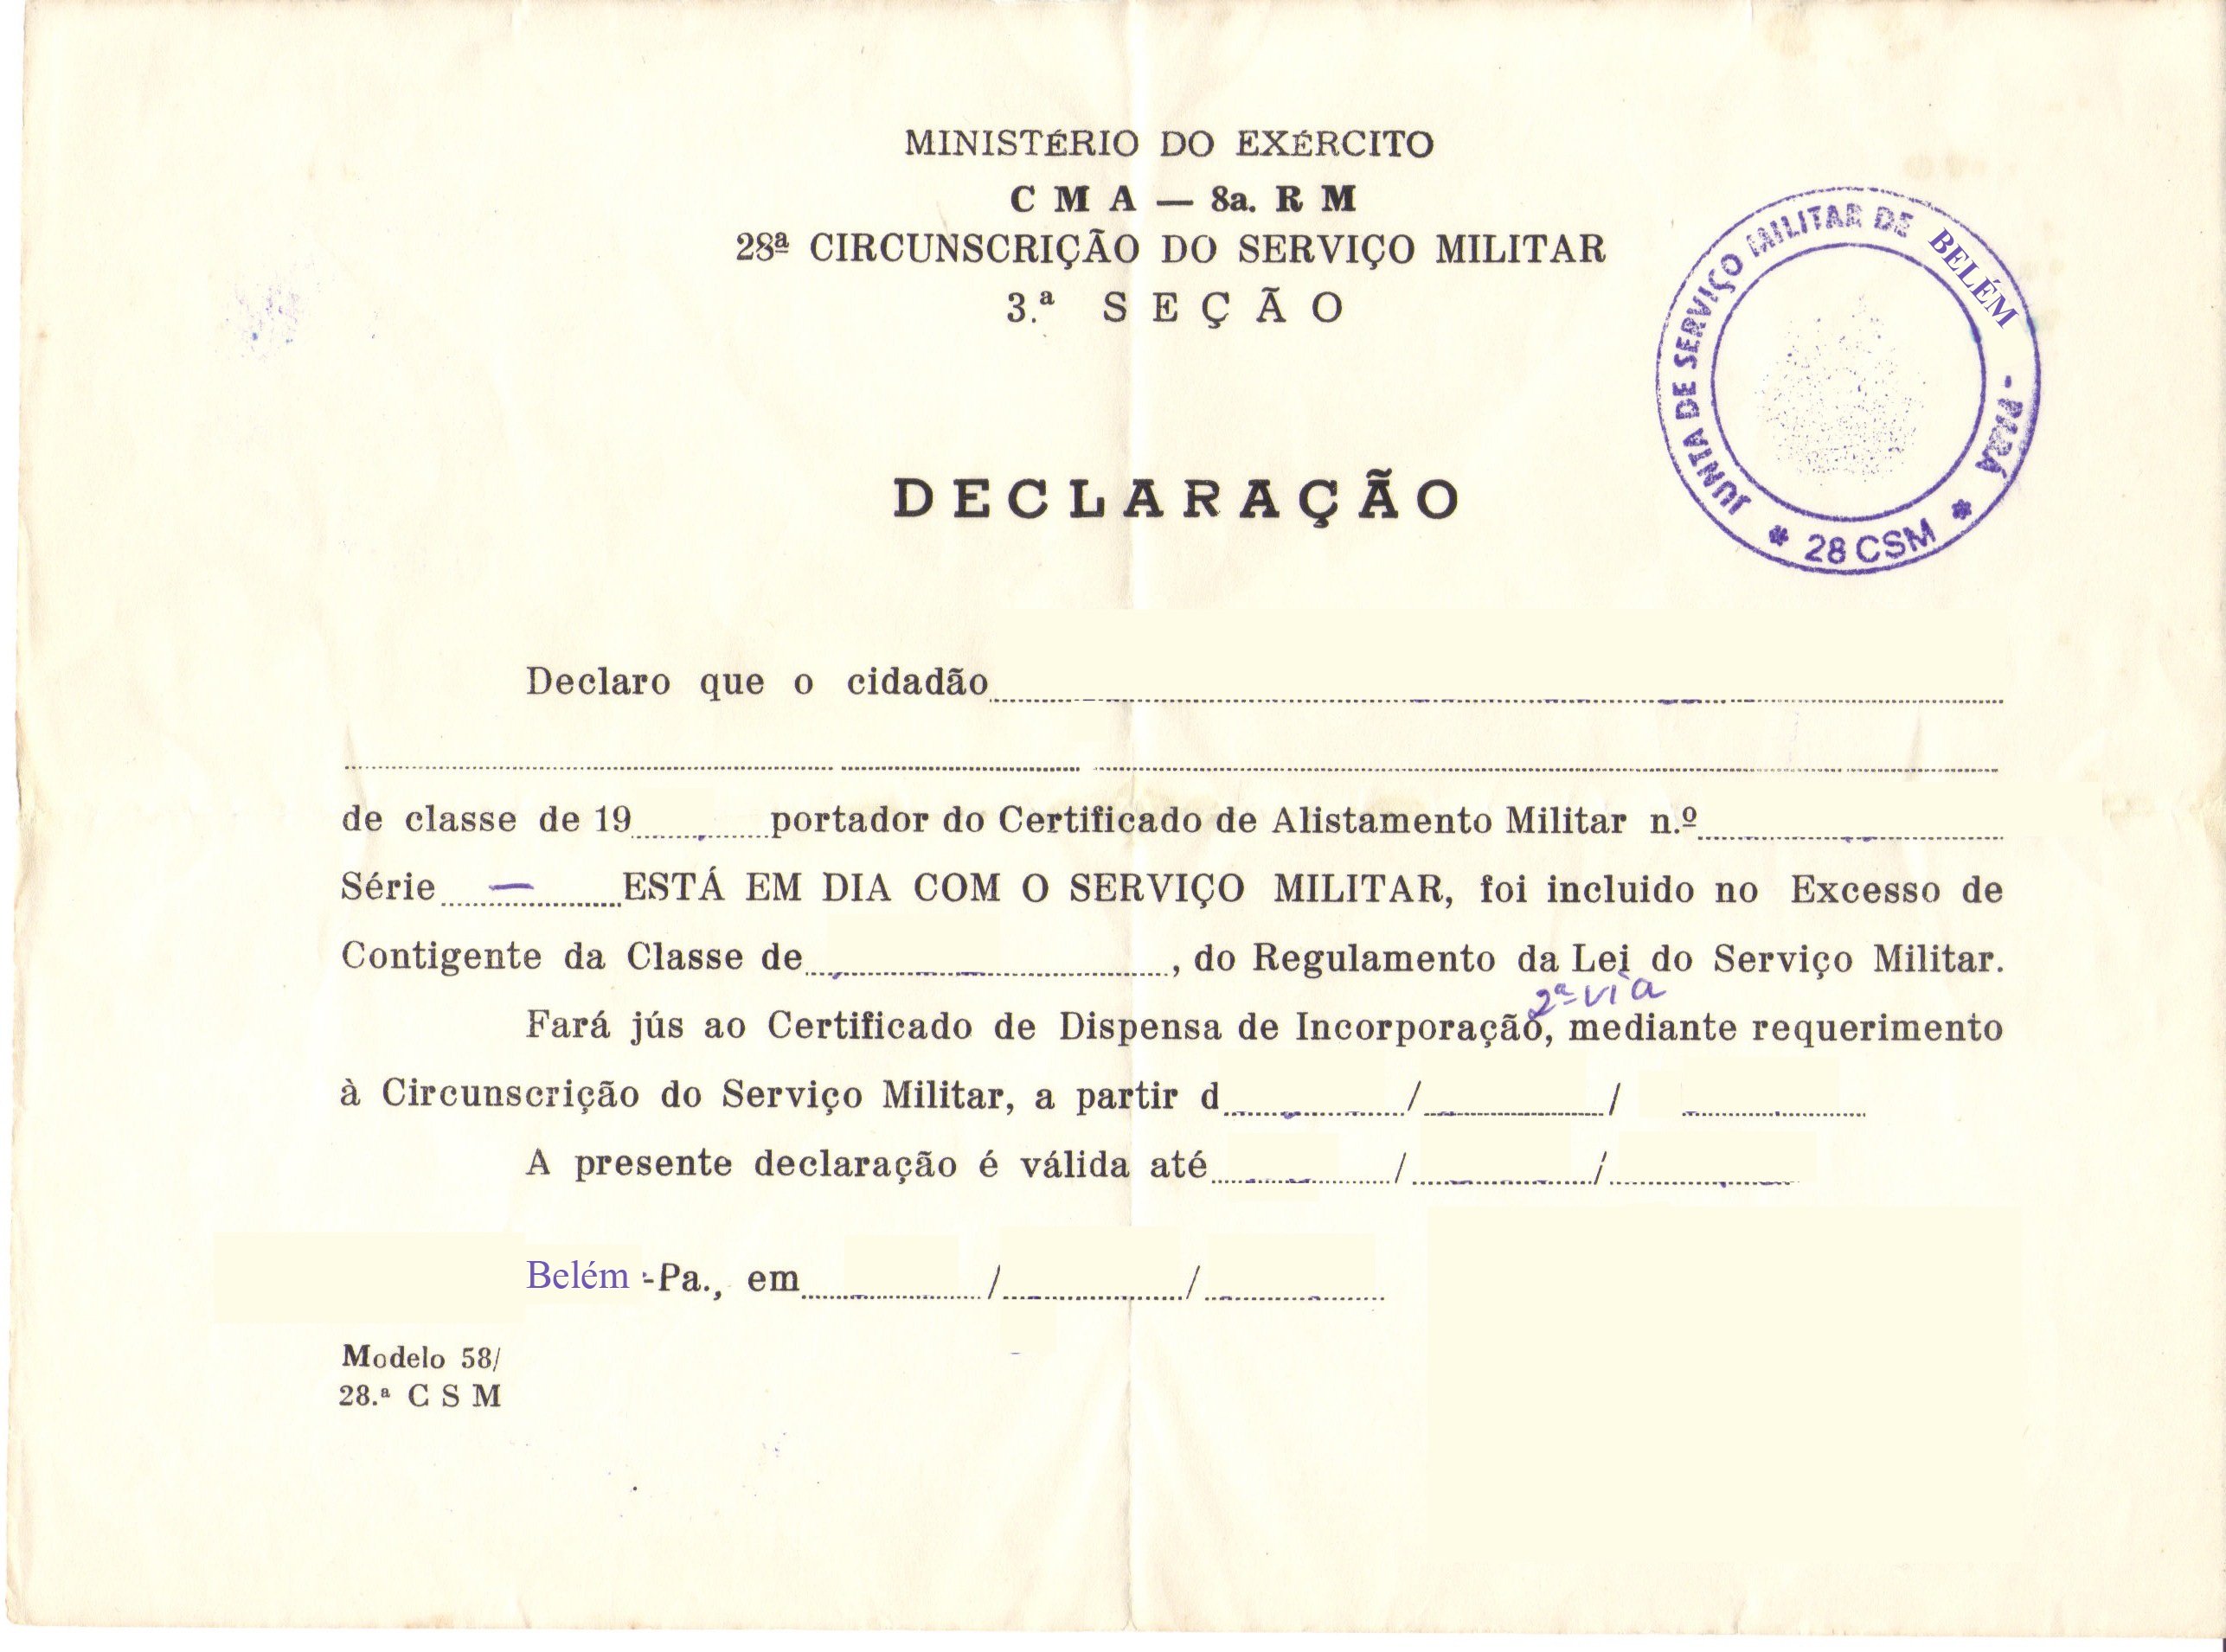 MINISTÉRIO DO EXÉRCITO
C M A — 8a. R M
28ª CIRCUNSCRIÇÃO DO SERVIÇO MILITAR
3.ª SEÇÃO
JUNTA DE SERVIÇO MILITAR DE BELÉM - PARÁ
* 28 CSM *
DECLARAÇÃO
Declaro que o cidadão
de classe de 19 portador do Certificado de Alistamento Militar n.º
Série — ESTÁ EM DIA COM O SERVIÇO MILITAR, foi incluido no Excesso de
Contigente da Classe de , do Regulamento da Lei do Serviço Militar.
2ª via
Fará jús ao Certificado de Dispensa de Incorporação, mediante requerimento
à Circunscrição do Serviço Militar, a partir d / /
A presente declaração é válida até / /
Belém -Pa., em / /
Modelo 58/
28.ª C S M